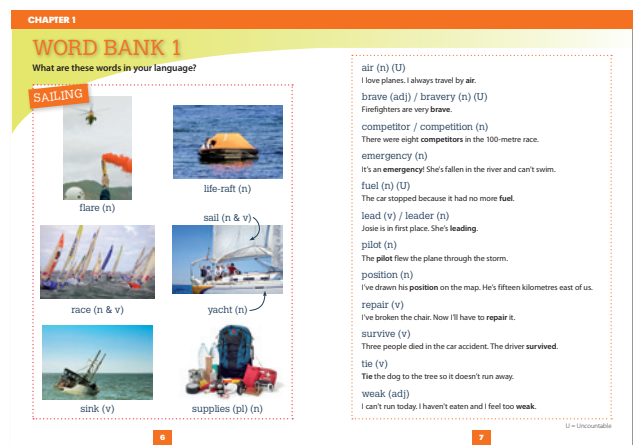 CHAPTER 1
WORD BANK 1
What are these words in your language?
SAILING
flare (n)
life-raft (n)
sail (n & v)
race (n & v)
yacht (n)
sink (v)
supplies (pl) (n)
6
air (n) (U)
I love planes. I always travel by air.
brave (adj) / bravery (n) (U)
Firefighters are very brave.
competitor / competition (n)
There were eight competitors in the 100-metre race.
emergency (n)
It's an emergency! She's fallen in the river and can't swim.
fuel (n) (U)
The car stopped because it had no more fuel.
lead (v) / leader (n)
Josie is in first place. She's leading.
pilot (n)
The pilot flew the plane through the storm.
position (n)
I've drawn his position on the map. He's fifteen kilometres east of us.
repair (v)
I've broken the chair. Now I'll have to repair it.
survive (v)
Three people died in the car accident. The driver survived.
tie (v)
Tie the dog to the tree so it doesn't run away.
weak (adj)
I can't run today. I haven't eaten and I feel too weak.
U = Uncountable
7